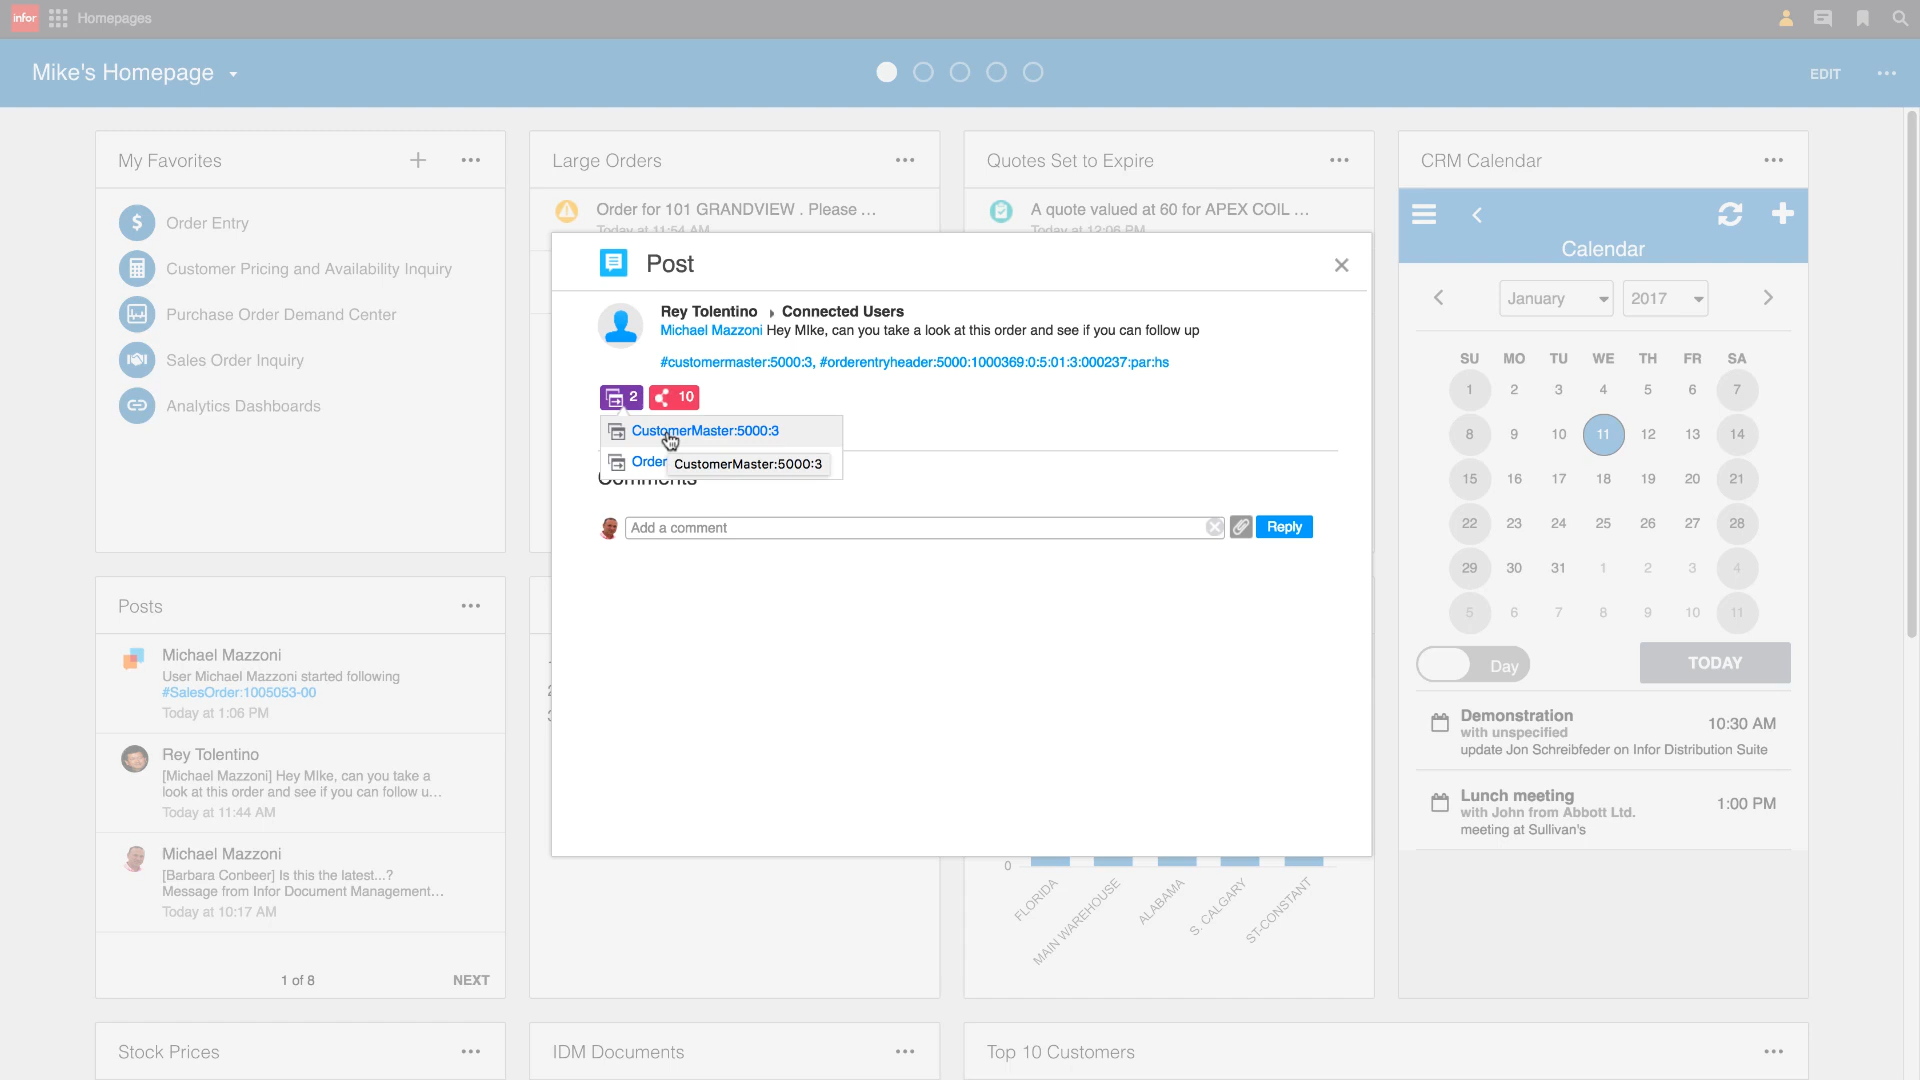 infor Homepages
Mike's Homepage
EDIT
My Favorites
Order Entry
Customer Pricing and Availability Inquiry
Purchase Order Demand Center
Sales Order Inquiry
Analytics Dashboards
Large Orders
Order for 101 GRANDVIEW . Please ...
Today at 11:54 AM
Quotes Set to Expire
A quote valued at 60 for APEX COIL ...
Today at 12:06 PM
Post
Rey Tolentino Connected Users
Michael Mazzoni Hey MIke, can you take a look at this order and see if you can follow up
#customermaster:5000:3, #orderentryheader:5000:1000369:0:5:01:3:000237:par:hs
2 10
CustomerMaster:5000:3
Order
CustomerMaster:5000:3
Comments
Add a comment
Reply
CRM Calendar
Calendar
January 2017
SU MO TU WE TH FR SA
1 2 3 4 5 6 7
8 9 10 11 12 13 14
15 16 17 18 19 20 21
22 23 24 25 26 27 28
29 30 31 1 2 3 4
5 6 7 8 9 10 11
Day
TODAY
Demonstration 10:30 AM
with unspecified
update Jon Schreibfeder on Infor Distribution Suite
Lunch meeting 1:00 PM
with John from Abbott Ltd.
meeting at Sullivan's
Posts
Michael Mazzoni
User Michael Mazzoni started following
#SalesOrder:1005053-00
Today at 1:06 PM
Rey Tolentino
[Michael Mazzoni] Hey MIke, can you take a
look at this order and see if you can follow u...
Today at 11:44 AM
Michael Mazzoni
[Barbara Conbeer] Is this the latest...?
Message from Infor Document Management...
Today at 10:17 AM
1 of 8
NEXT
0
FLORIDA
MAIN WAREHOUSE
ALABAMA
S. CALGARY
ST-CONSTANT
Stock Prices
IDM Documents
Top 10 Customers